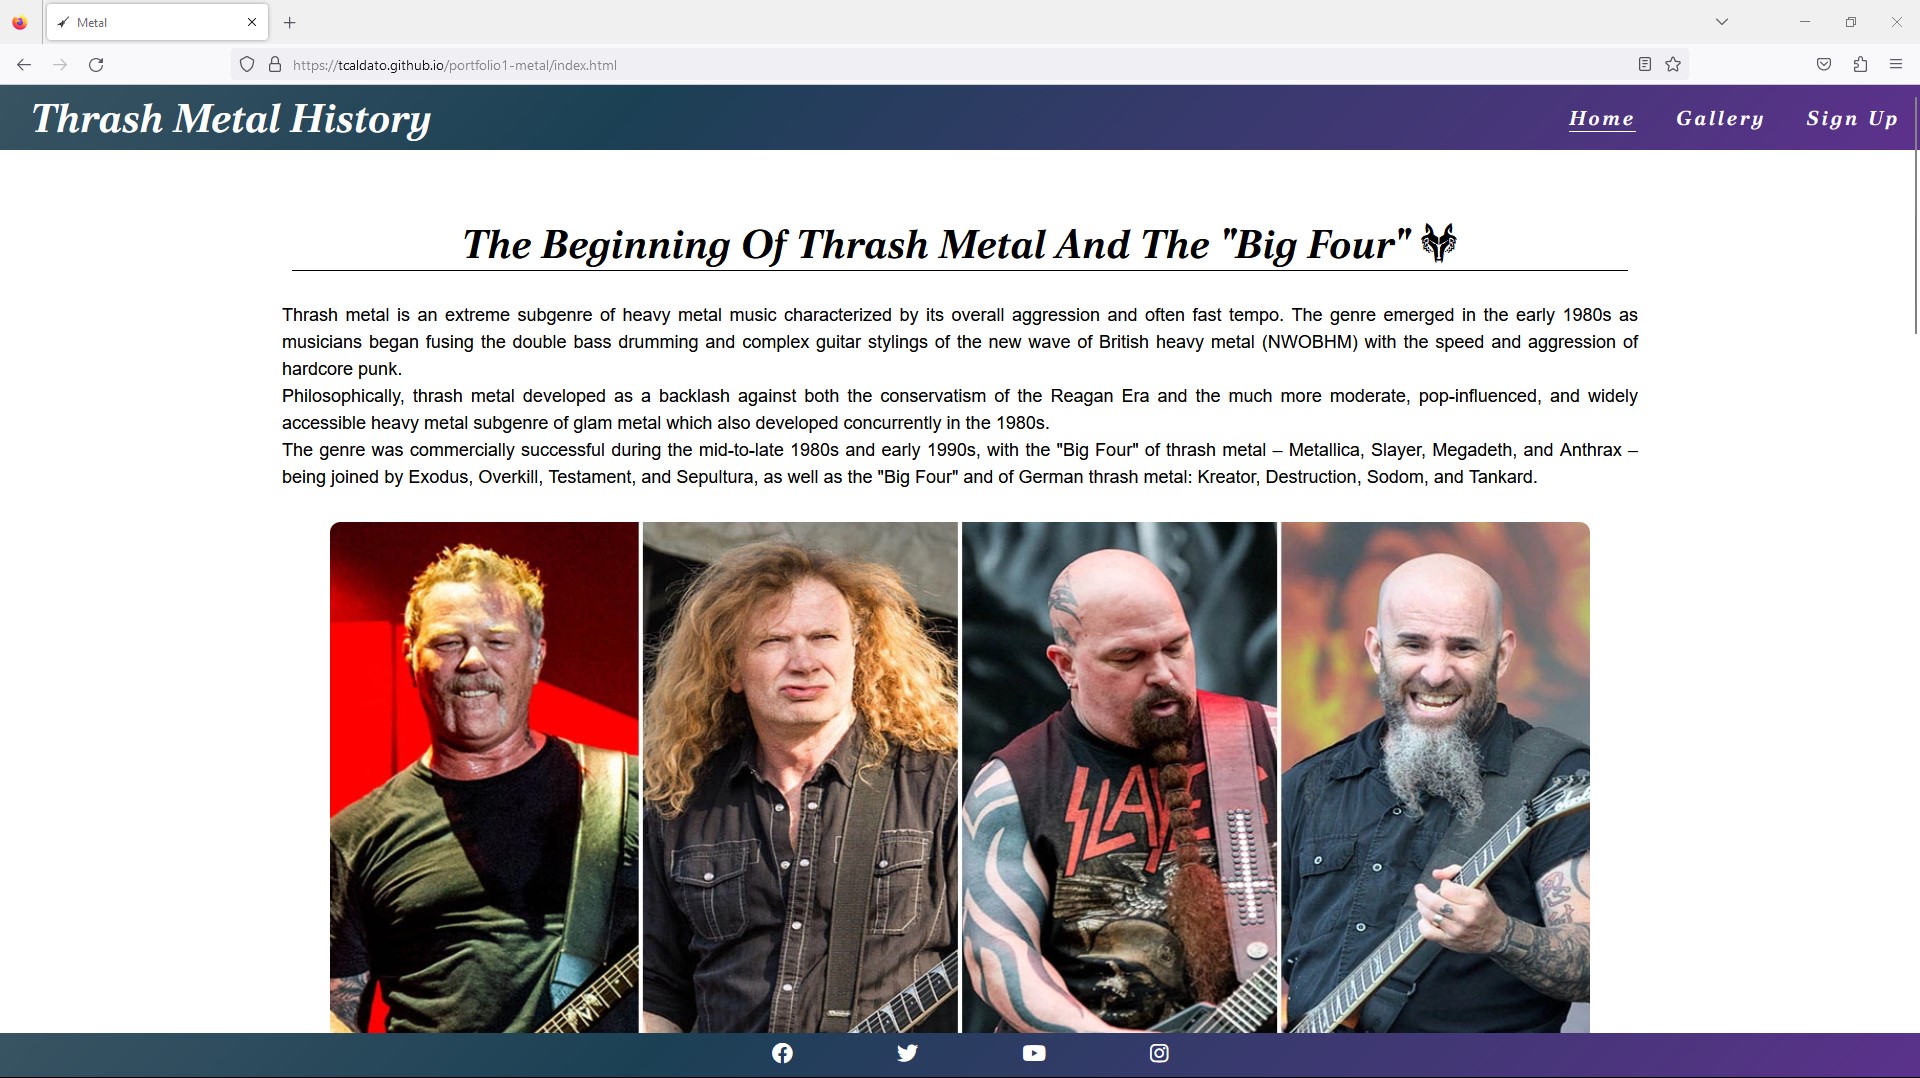 Metal
https://tcaldato.github.io/portfolio1-metal/index.html
Thrash Metal History
Home Gallery Sign Up
The Beginning Of Thrash Metal And The "Big Four"
Thrash metal is an extreme subgenre of heavy metal music characterized by its overall aggression and often fast tempo. The genre emerged in the early 1980s as
musicians began fusing the double bass drumming and complex guitar stylings of the new wave of British heavy metal (NWOBHM) with the speed and aggression of
hardcore punk.
Philosophically, thrash metal developed as a backlash against both the conservatism of the Reagan Era and the much more moderate, pop-influenced, and widely
accessible heavy metal subgenre of glam metal which also developed concurrently in the 1980s.
The genre was commercially successful during the mid-to-late 1980s and early 1990s, with the "Big Four" of thrash metal – Metallica, Slayer, Megadeth, and Anthrax –
being joined by Exodus, Overkill, Testament, and Sepultura, as well as the "Big Four" and of German thrash metal: Kreator, Destruction, Sodom, and Tankard.
SLAYE